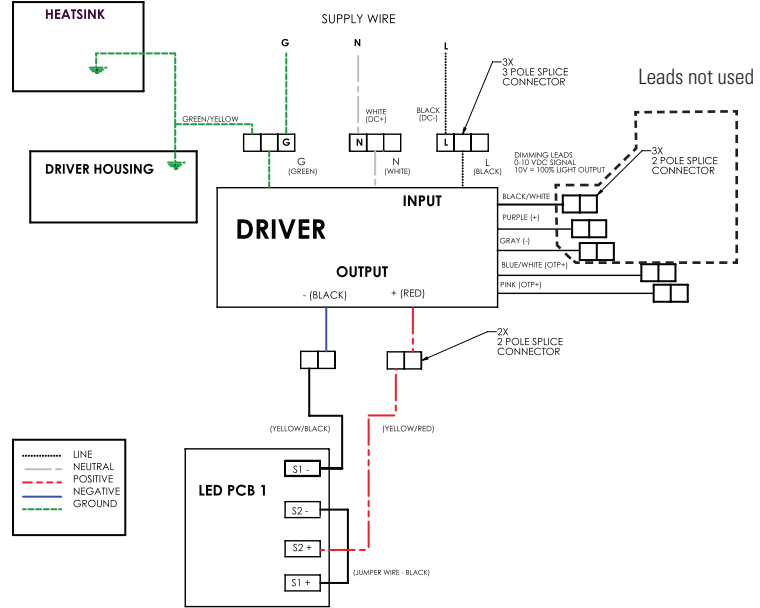 HEATSINK
SUPPLY WIRE
G
N
L
3X
3 POLE SPLICE
CONNECTOR
Leads not used
GREEN/YELLOW
WHITE
(DC+)
BLACK
(DC-)
G
N
L
DRIVER HOUSING
G
(GREEN)
N
(WHITE)
L
(BLACK)
DIMMING LEADS
0-10 VDC SIGNAL
10V = 100% LIGHT OUTPUT
3X
2 POLE SPLICE
CONNECTOR
INPUT
DRIVER
OUTPUT
- (BLACK)
+ (RED)
BLACK/WHITE
PURPLE (+)
GRAY (-)
BLUE/WHITE (OTP+)
PINK (OTP+)
2X
2 POLE SPLICE
CONNECTOR
(YELLOW/BLACK)
(YELLOW/RED)
LINE
NEUTRAL
POSITIVE
NEGATIVE
GROUND
LED PCB 1
S1 -
S2 -
S2 +
S1 +
(JUMPER WIRE - BLACK)